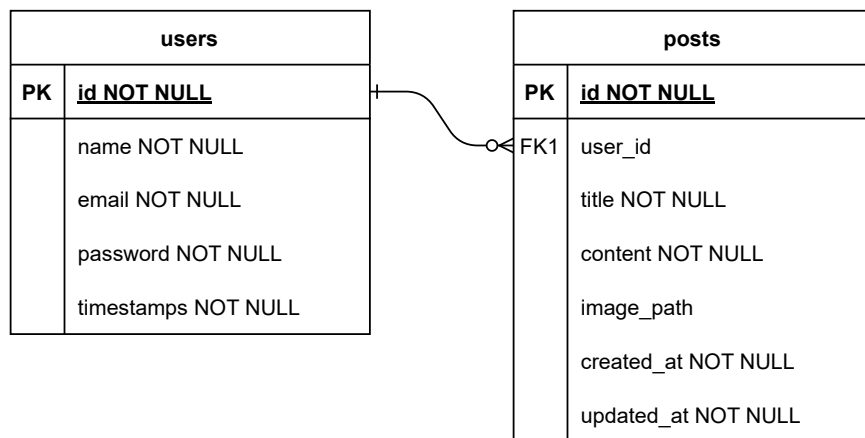 users
PK id NOT NULL
name NOT NULL
email NOT NULL
password NOT NULL
timestamps NOT NULL
posts
PK id NOT NULL
FK1 user_id
title NOT NULL
content NOT NULL
image_path
created_at NOT NULL
updated_at NOT NULL